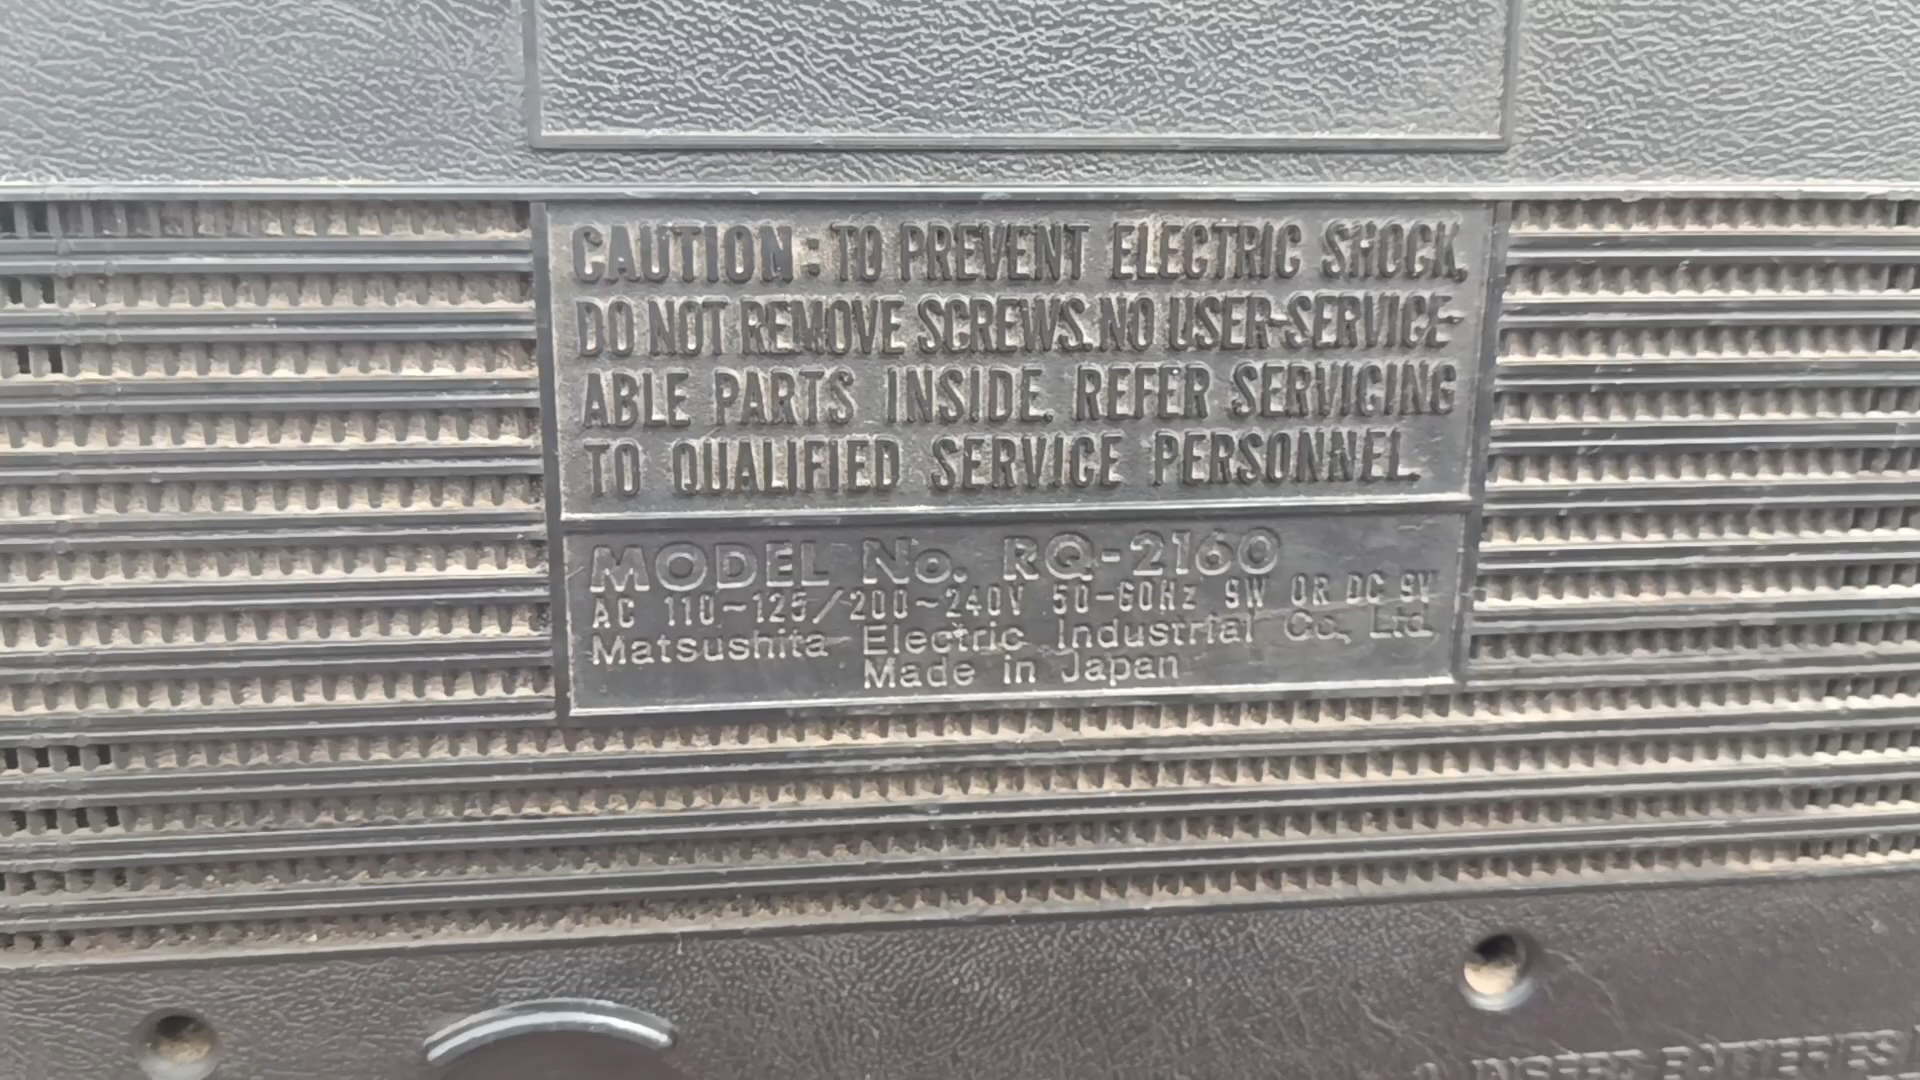 CAUTION: TO PREVENT ELECTRIC SHOCK,
DO NOT REMOVE SCREWS. NO USER-SERVICE-
ABLE PARTS INSIDE. REFER SERVICING
TO QUALIFIED SERVICE PERSONNEL.
MODEL No. RQ-2160
AC 110~125/200~240V 50-60Hz 9W OR DC 9V
Matsushita Electric Industrial Co., Ltd.
Made in Japan
INSERT BATTERIES